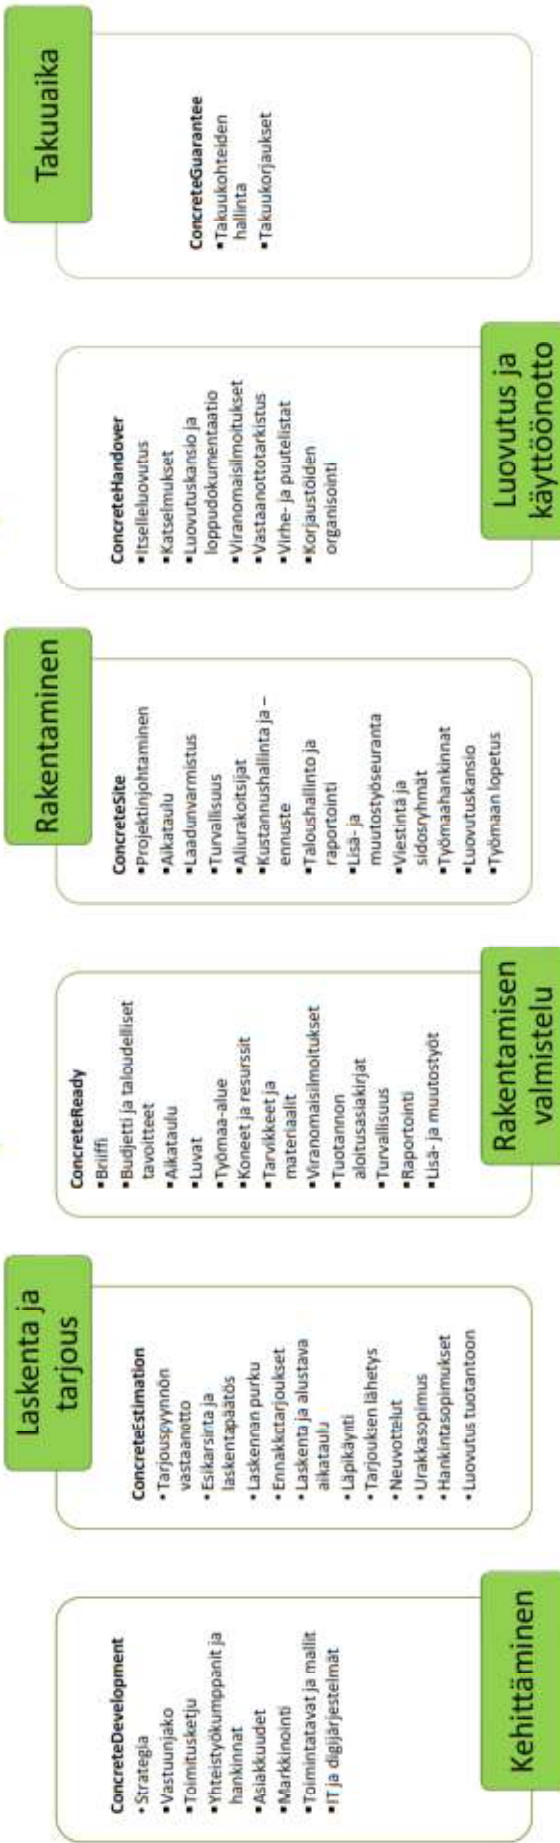 Kehittäminen
ConcreteDevelopment
• Strategia
▪Vastuunjako
▪Toimitusketju
▪Yhteistyökumppanit ja
hankinnat
▪Asiakkuudet
▪Markkinointi
▪Toimintatavat ja mallit
▪IT ja digijärjestelmät
Laskenta ja
tarjous
ConcreteEstimation
• Tarjouspyynnön
vastaanotto
• Esikarsinta ja
laskentapäätös
• Laskennan purku
• Ennakkotarjoukset
• Laskenta ja alustava
aikataulu
• Läpikäynti
• Tarjouksen lähetys
• Neuvottelut
• Urakkasopimus
• Hankintasopimukset
• Luovutus tuotantoon
Rakentamisen
valmistelu
ConcreteReady
▪Briiffi
▪Budjetti ja taloudelliset
tavoitteet
▪Aikataulu
▪Luvat
▪Työmaa-alue
▪Koneet ja resurssit
▪Tarvikkeet ja
materiaalit
▪Viranomaisilmoitukset
▪Tuotannon
aloitusasiakirjat
▪Turvallisuus
▪Raportointi
▪Lisä- ja muutostyöt
Rakentaminen
ConcreteSite
▪Projektinjohtaminen
▪Aikataulu
▪Laadunvarmistus
▪Turvallisuus
▪Aliurakoitsijat
▪Kustannushallinta ja –
ennuste
▪Taloushallinto ja
raportointi
▪Lisä- ja
muutostyöseuranta
▪Viestintä ja
sidosryhmät
▪Työmaahankinnat
▪Luovutuskansio
▪Työmaan lopetus
Luovutus ja
käyttöönotto
ConcreteHandover
▪Itselleluovutus
▪Katselmukset
▪Luovutuskansio ja
loppudokumentaatio
▪Viranomaisilmoitukset
▪Vastaanottotarkistus
▪Virhe- ja puutelistat
▪Korjaustöiden
organisointi
Takuuaika
ConcreteGuarantee
▪Takuukohteiden
hallinta
▪Takuukorjaukset